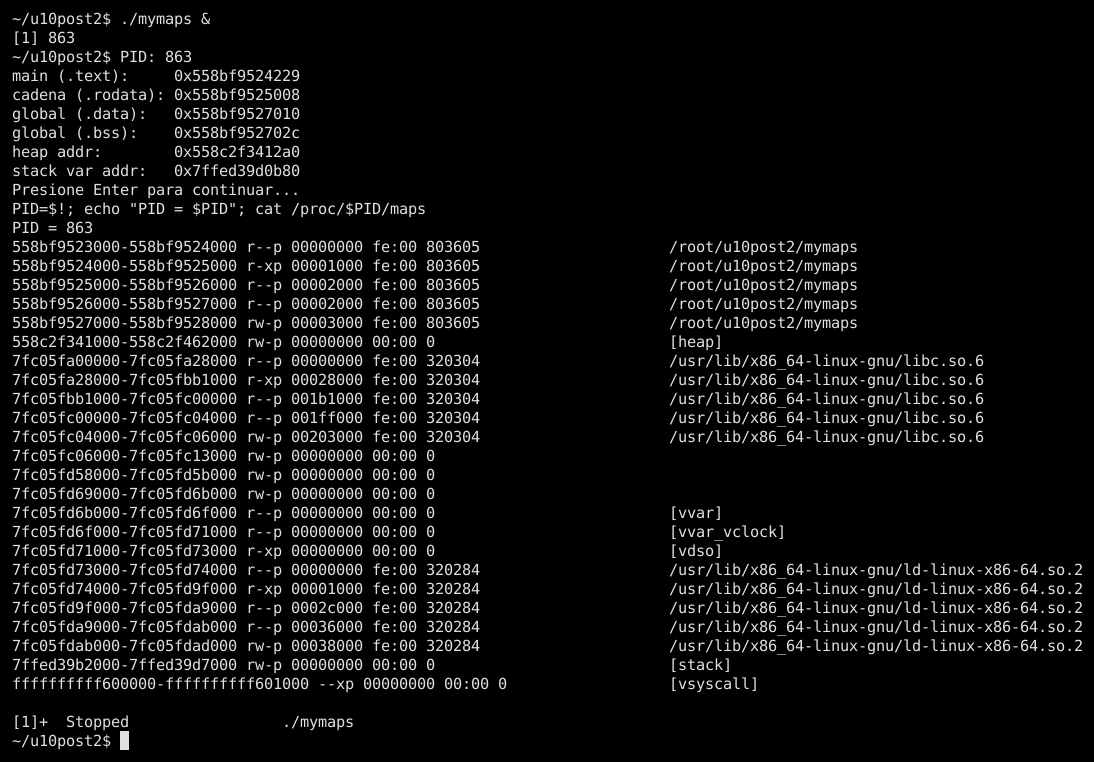 ~/u10post2$ ./mymaps &
[1] 863
~/u10post2$ PID: 863
main (.text):     0x558bf9524229
cadena (.rodata): 0x558bf9525008
global (.data):   0x558bf9527010
global (.bss):    0x558bf952702c
heap addr:        0x558c2f3412a0
stack var addr:   0x7ffed39d0b80
Presione Enter para continuar...
PID=$!; echo "PID = $PID"; cat /proc/$PID/maps
PID = 863
558bf9523000-558bf9524000 r--p 00000000 fe:00 803605                     /root/u10post2/mymaps
558bf9524000-558bf9525000 r-xp 00001000 fe:00 803605                     /root/u10post2/mymaps
558bf9525000-558bf9526000 r--p 00002000 fe:00 803605                     /root/u10post2/mymaps
558bf9526000-558bf9527000 r--p 00002000 fe:00 803605                     /root/u10post2/mymaps
558bf9527000-558bf9528000 rw-p 00003000 fe:00 803605                     /root/u10post2/mymaps
558c2f341000-558c2f462000 rw-p 00000000 00:00 0                          [heap]
7fc05fa00000-7fc05fa28000 r--p 00000000 fe:00 320304                     /usr/lib/x86_64-linux-gnu/libc.so.6
7fc05fa28000-7fc05fbb1000 r-xp 00028000 fe:00 320304                     /usr/lib/x86_64-linux-gnu/libc.so.6
7fc05fbb1000-7fc05fc00000 r--p 001b1000 fe:00 320304                     /usr/lib/x86_64-linux-gnu/libc.so.6
7fc05fc00000-7fc05fc04000 r--p 001ff000 fe:00 320304                     /usr/lib/x86_64-linux-gnu/libc.so.6
7fc05fc04000-7fc05fc06000 rw-p 00203000 fe:00 320304                     /usr/lib/x86_64-linux-gnu/libc.so.6
7fc05fc06000-7fc05fc13000 rw-p 00000000 00:00 0
7fc05fd58000-7fc05fd5b000 rw-p 00000000 00:00 0
7fc05fd69000-7fc05fd6b000 rw-p 00000000 00:00 0
7fc05fd6b000-7fc05fd6f000 r--p 00000000 00:00 0                          [vvar]
7fc05fd6f000-7fc05fd71000 r--p 00000000 00:00 0                          [vvar_vclock]
7fc05fd71000-7fc05fd73000 r-xp 00000000 00:00 0                          [vdso]
7fc05fd73000-7fc05fd74000 r--p 00000000 fe:00 320284                     /usr/lib/x86_64-linux-gnu/ld-linux-x86-64.so.2
7fc05fd74000-7fc05fd9f000 r-xp 00001000 fe:00 320284                     /usr/lib/x86_64-linux-gnu/ld-linux-x86-64.so.2
7fc05fd9f000-7fc05fda9000 r--p 0002c000 fe:00 320284                     /usr/lib/x86_64-linux-gnu/ld-linux-x86-64.so.2
7fc05fda9000-7fc05fdab000 r--p 00036000 fe:00 320284                     /usr/lib/x86_64-linux-gnu/ld-linux-x86-64.so.2
7fc05fdab000-7fc05fdad000 rw-p 00038000 fe:00 320284                     /usr/lib/x86_64-linux-gnu/ld-linux-x86-64.so.2
7ffed39b2000-7ffed39d7000 rw-p 00000000 00:00 0                          [stack]
ffffffffff600000-ffffffffff601000 --xp 00000000 00:00 0                  [vsyscall]

[1]+  Stopped                 ./mymaps
~/u10post2$